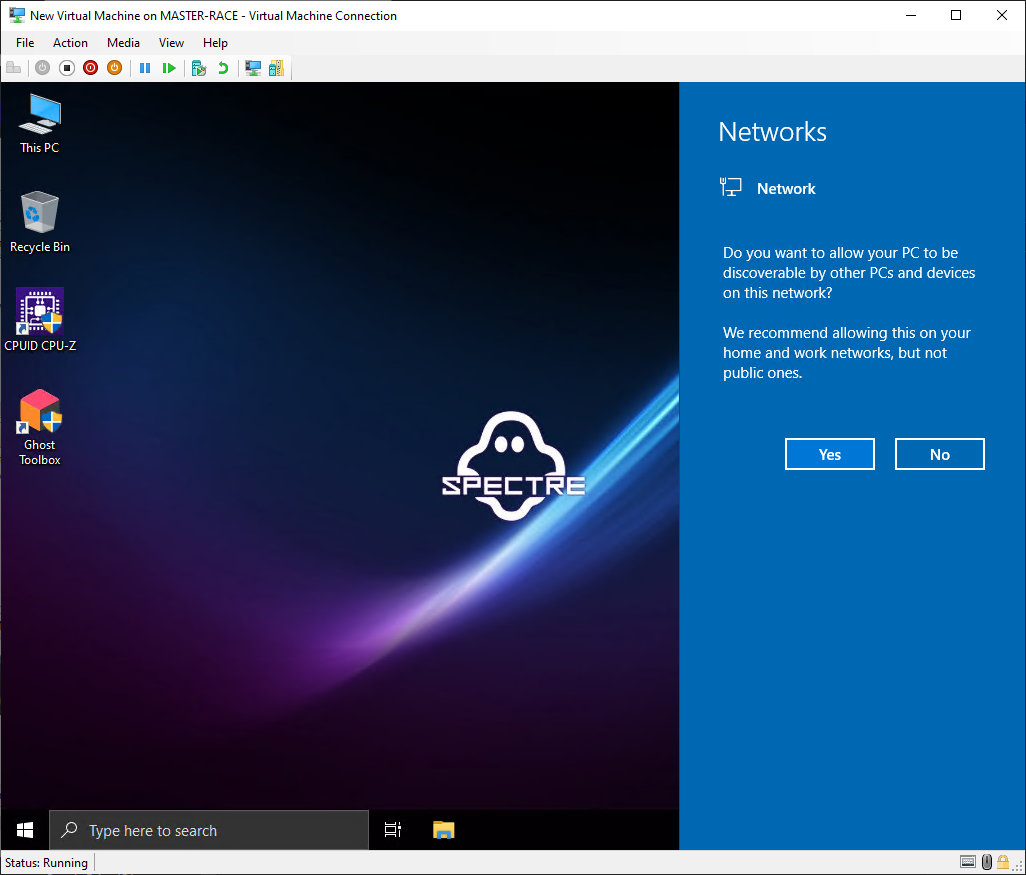 New Virtual Machine on MASTER-RACE - Virtual Machine Connection
File Action Media View Help
This PC
Recycle Bin
CPUID CPU-Z
Ghost
Toolbox
SPECTRE
Networks
Network
Do you want to allow your PC to be
discoverable by other PCs and devices
on this network?
We recommend allowing this on your
home and work networks, but not
public ones.
Yes No
Type here to search
Status: Running